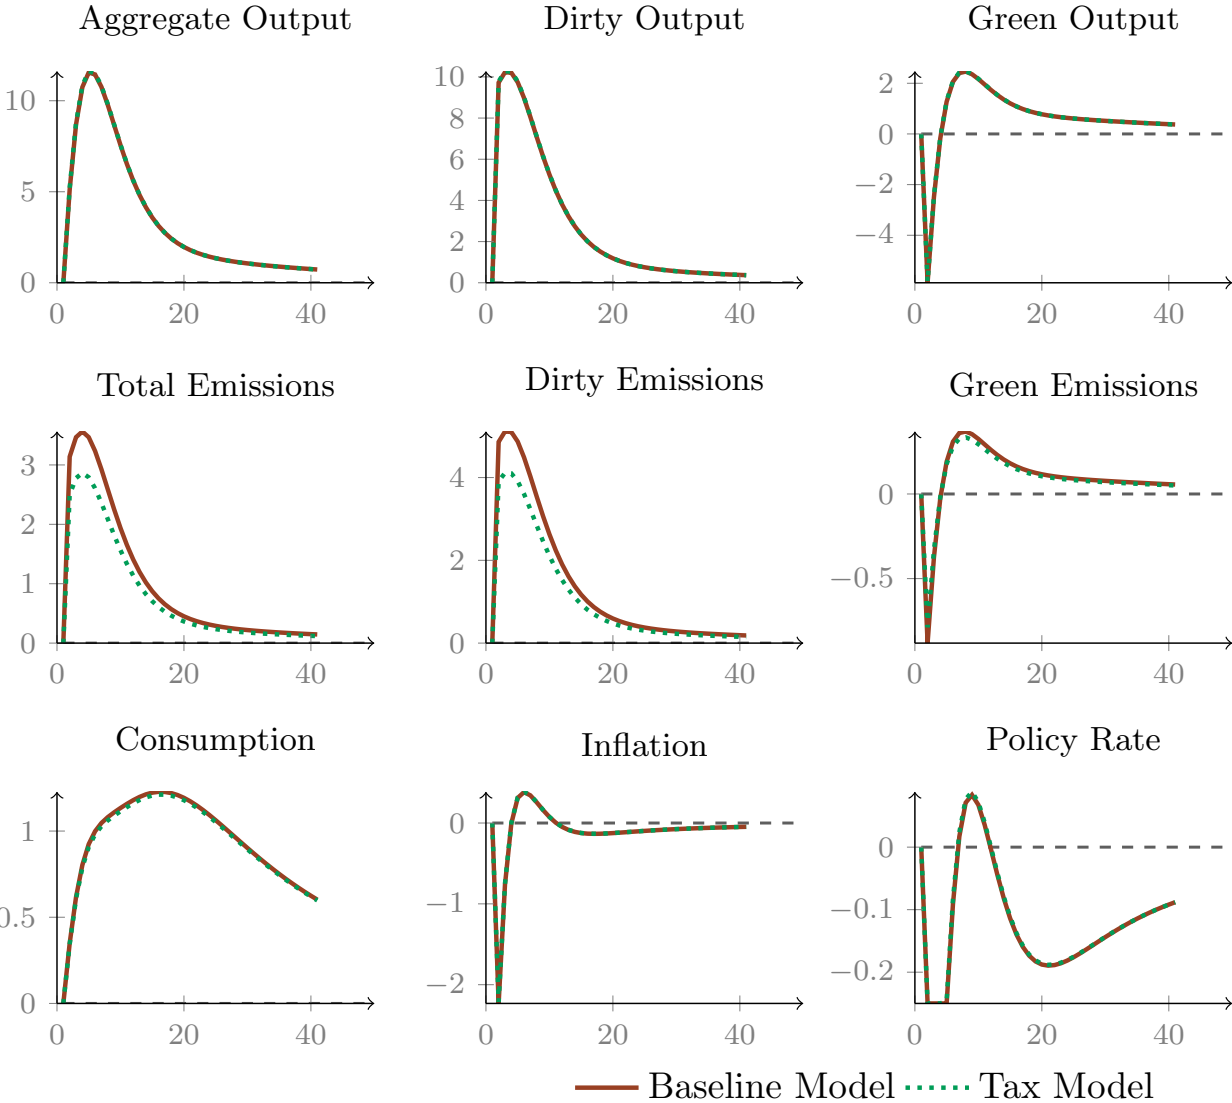 Aggregate Output
Dirty Output
Green Output
10
5
0
0 20 40
10
8
6
4
2
0
0 20 40
2
0
−2
−4
0 20 40
Total Emissions
Dirty Emissions
Green Emissions
3
2
1
0
0 20 40
4
2
0
0 20 40
0
−0.5
0 20 40
Consumption
Inflation
Policy Rate
1
0.5
0
0 20 40
0
−1
−2
0 20 40
0
−0.1
−0.2
0 20 40
Baseline Model Tax Model